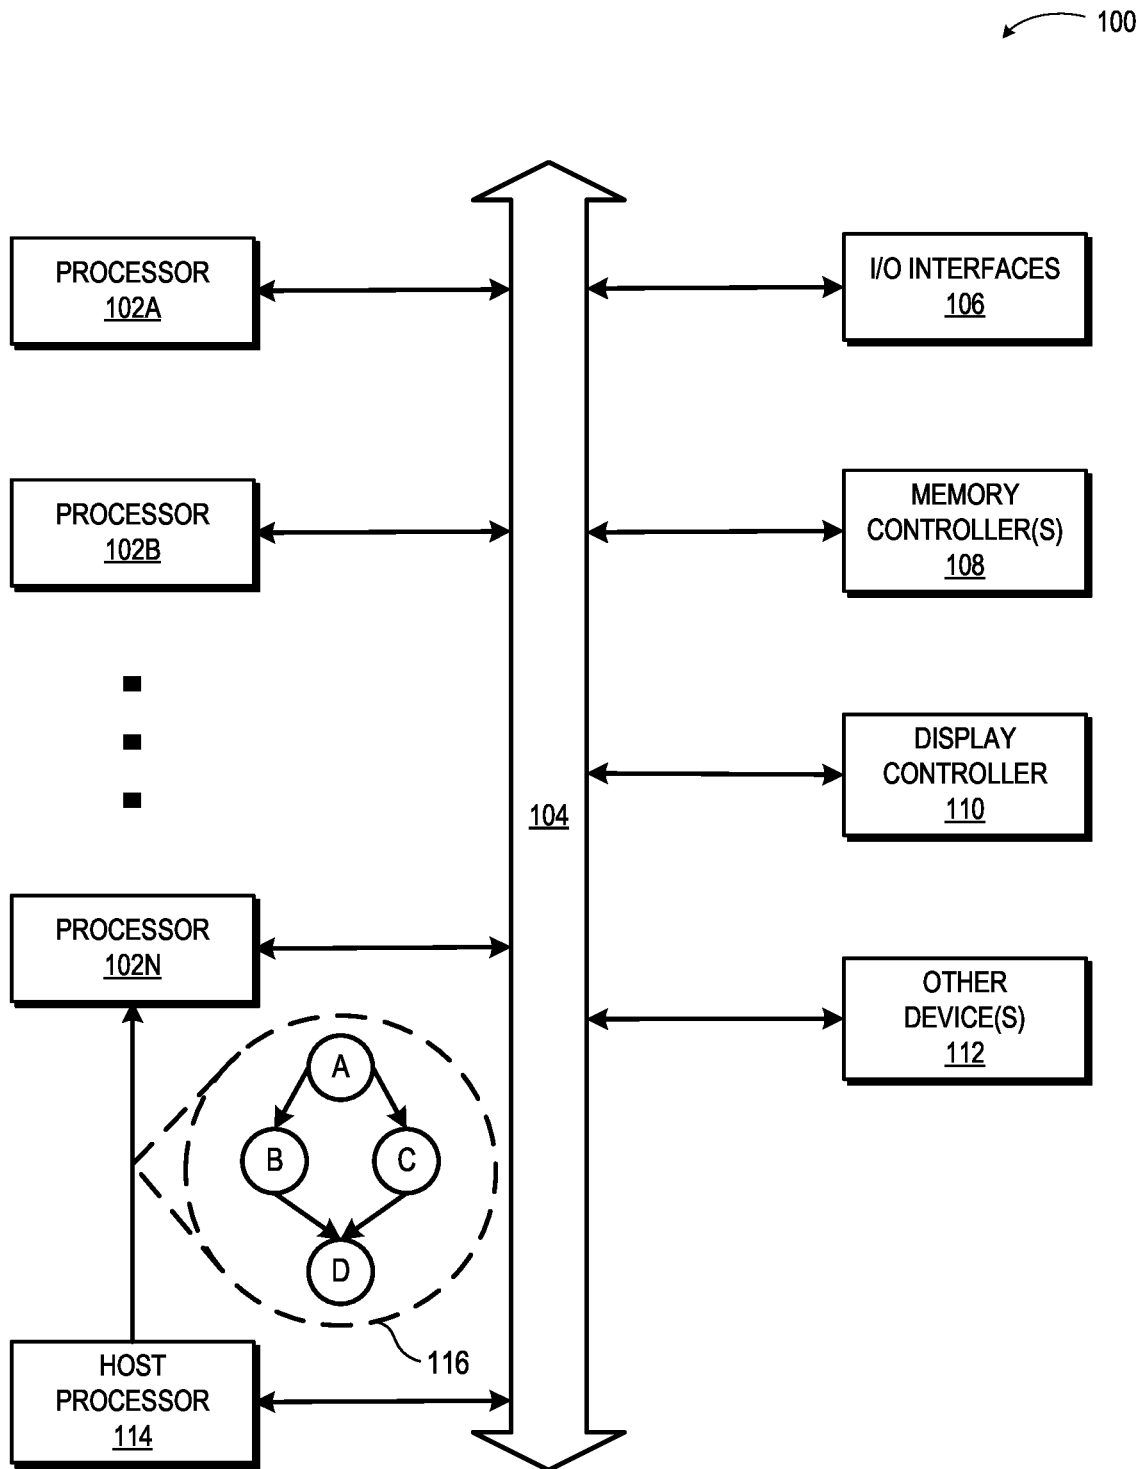 100
PROCESSOR
102A
I/O INTERFACES
106
PROCESSOR
102B
MEMORY
CONTROLLER(S)
108
DISPLAY
CONTROLLER
110
104
PROCESSOR
102N
OTHER
DEVICE(S)
112
A
B
C
D
116
HOST
PROCESSOR
114